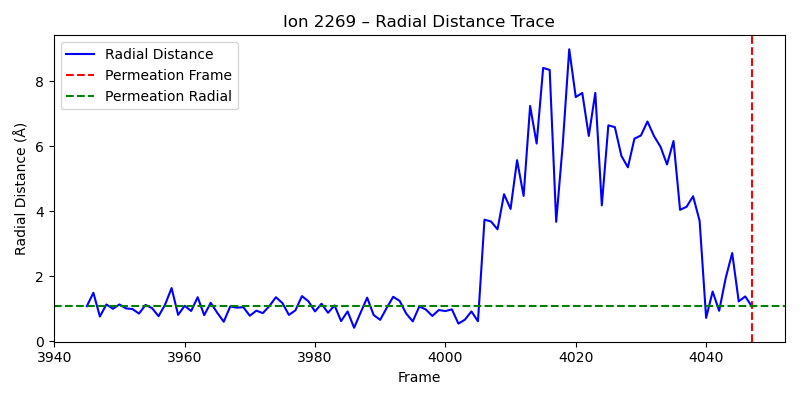 Ion 2269 – Radial Distance Trace
Radial Distance
Permeation Frame
Permeation Radial
Radial Distance (Å)
8
6
4
2
0
3940 3960 3980 4000 4020 4040
Frame